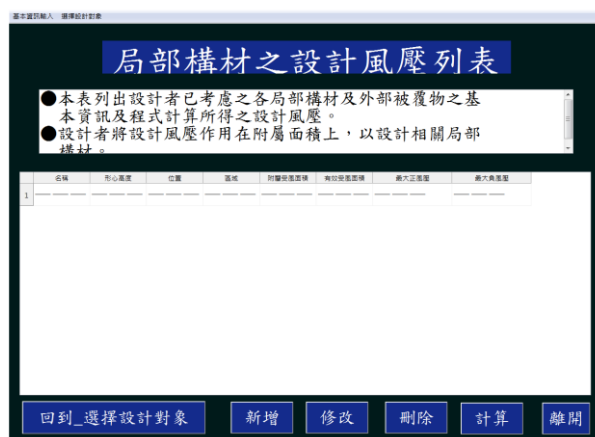 基本資訊輸入 選擇設計對象
局部構材之設計風壓列表
●本表列出設計者已考慮之各局部構材及外部被覆物之基
本資訊及程式計算所得之設計風壓。
●設計者將設計風壓作用在附屬面積上，以設計相關局部
構材。
名稱 形心高度 位置 區域 附屬受風面積 有效受風面積 最大正風壓 最大負風壓
1 — — — — — — — — — — — — — — — — — — — — — — — —
回到_選擇設計對象 新增 修改 刪除 計算 離開